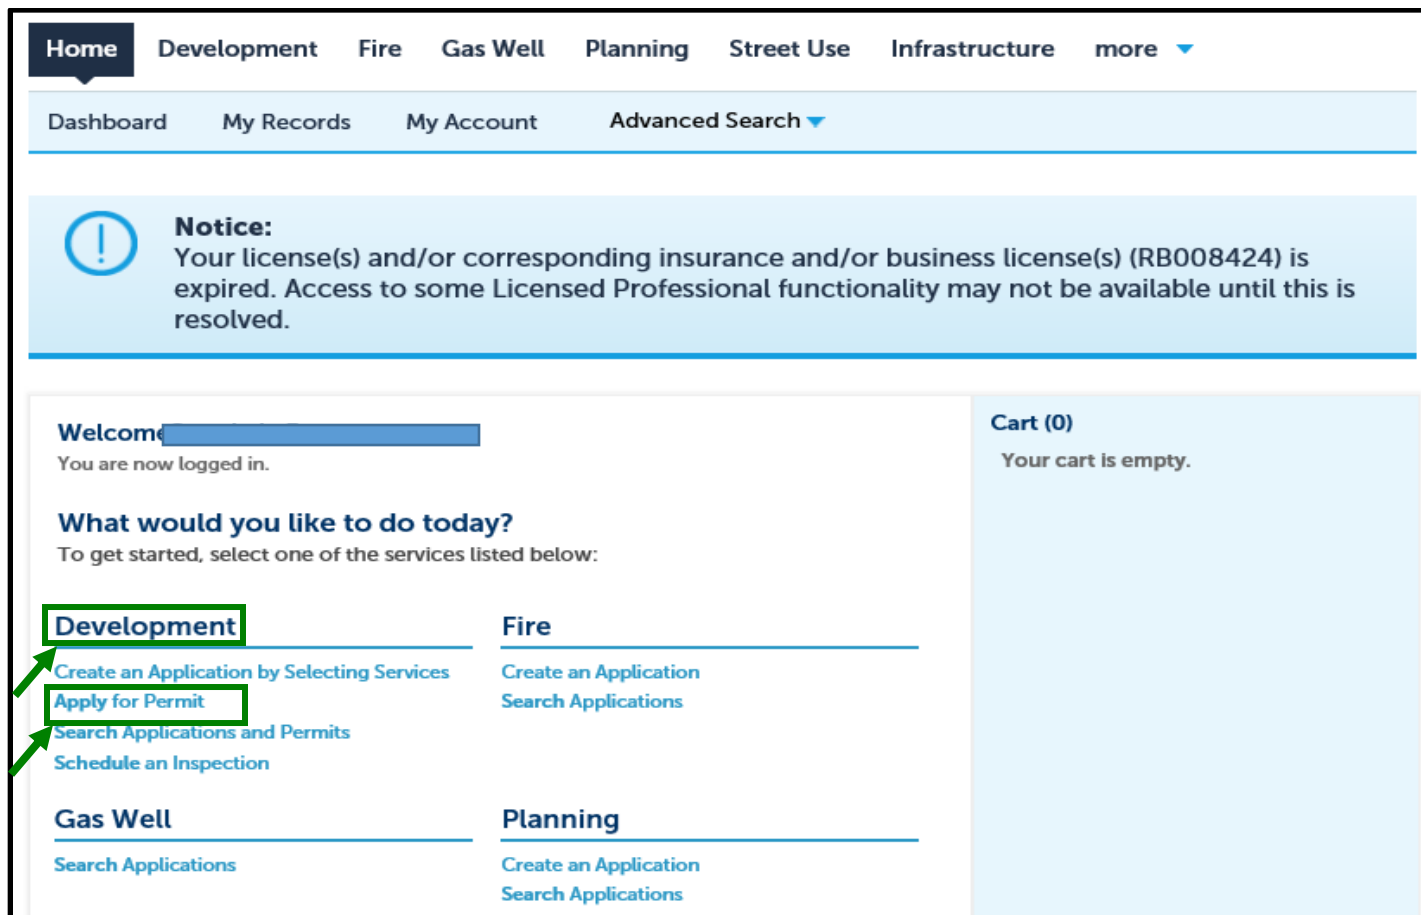 Home Development Fire Gas Well Planning Street Use Infrastructure more
Dashboard My Records My Account Advanced Search
Notice:
Your license(s) and/or corresponding insurance and/or business license(s) (RB008424) is
expired. Access to some Licensed Professional functionality may not be available until this is
resolved.
Welcome
You are now logged in.
What would you like to do today?
To get started, select one of the services listed below:
Development
Create an Application by Selecting Services
Apply for Permit
Search Applications and Permits
Schedule an Inspection
Fire
Create an Application
Search Applications
Gas Well
Search Applications
Planning
Create an Application
Search Applications
Cart (0)
Your cart is empty.